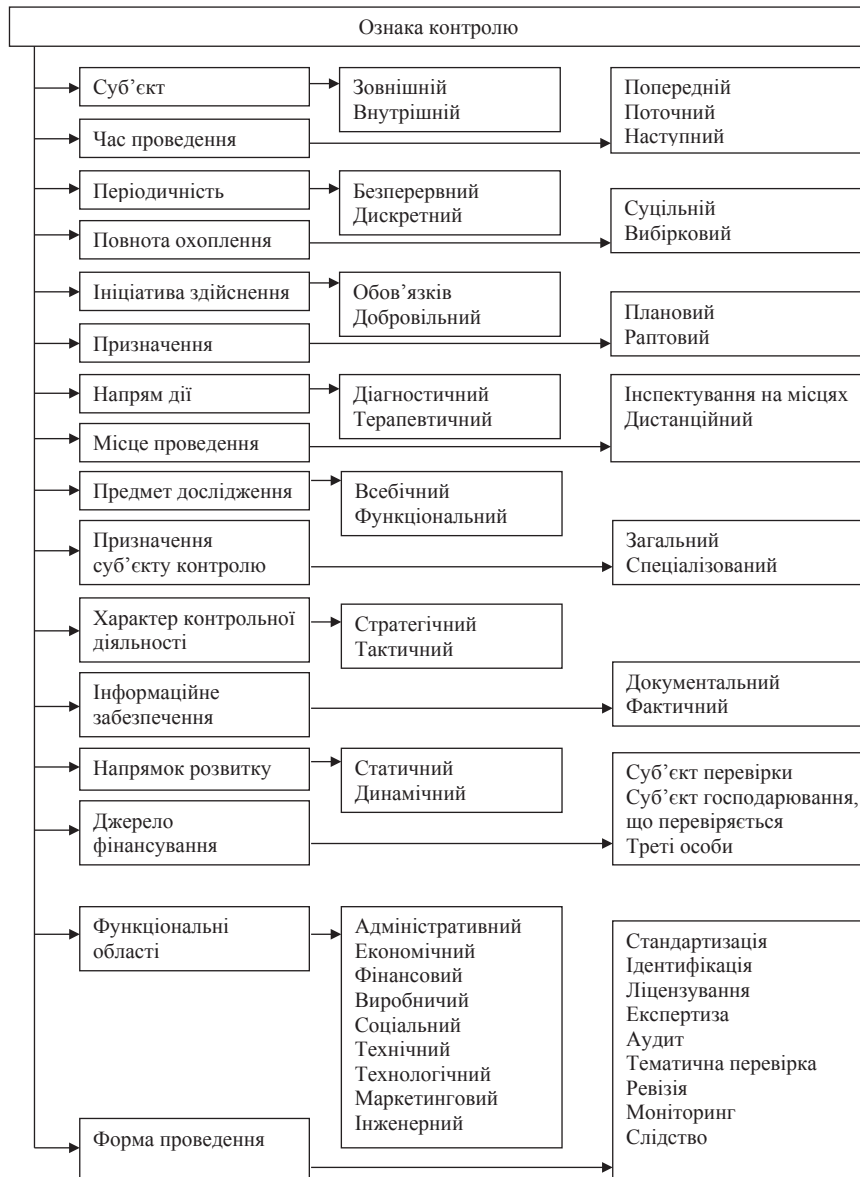 Ознака контролю
Суб’єкт
Зовнішній
Внутрішній
Час проведення
Попередній
Поточний
Наступний
Періодичність
Безперервний
Дискретний
Повнота охоплення
Суцільній
Вибірковий
Ініціатива здійснення
Обов’язків
Добровільний
Призначення
Плановий
Раптовий
Напрям дії
Діагностичний
Терапевтичний
Місце проведення
Інспектування на місцях
Дистанційний
Предмет дослідження
Всебічний
Функціональний
Призначення
суб’єкту контролю
Загальний
Спеціалізований
Характер контрольної
діяльності
Стратегічний
Тактичний
Інформаційне
забезпечення
Документальний
Фактичний
Напрямок розвитку
Статичний
Динамічний
Джерело
фінансування
Суб’єкт перевірки
Суб’єкт господарювання,
що перевіряється
Треті особи
Функціональні
області
Адміністративний
Економічний
Фінансовий
Виробничий
Соціальний
Технічний
Технологічний
Маркетинговий
Інженерний
Форма проведення
Стандартизація
Ідентифікація
Ліцензування
Експертиза
Аудит
Тематична перевірка
Ревізія
Моніторинг
Слідство